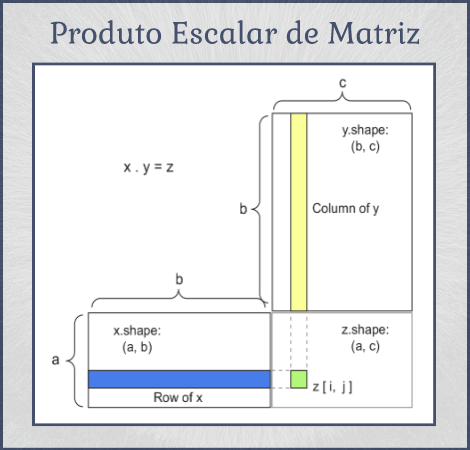 Produto Escalar de Matriz
c
y.shape:
(b, c)
x . y = z
b
Column of y
b
x.shape:
(a, b)
z.shape:
(a, c)
a
z [ i,  j ]
Row of x